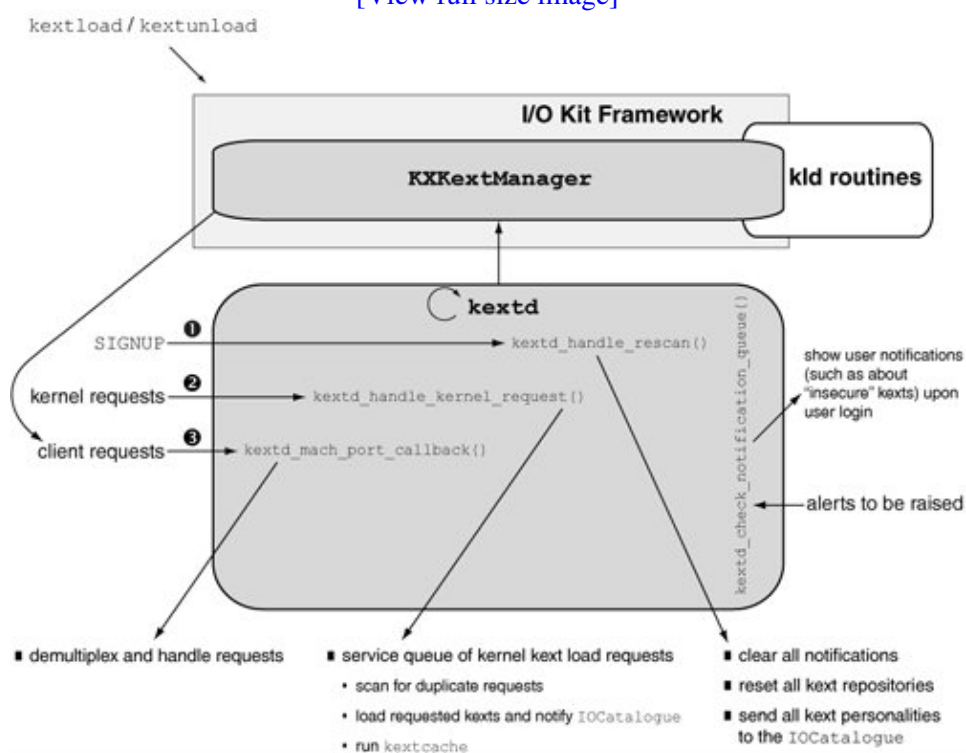 [View full size image]
kextload / kextunload
I/O Kit Framework
KXKextManager
kld routines
kextd
❶
SIGNUP
kextd_handle_rescan()
❷
kernel requests
kextd_handle_kernel_request()
❸
client requests
kextd_mach_port_callback()
kextd_check_notification_queue()
show user notifications
(such as about
"insecure" kexts) upon
user login
alerts to be raised
■ demultiplex and handle requests
■ service queue of kernel kext load requests
• scan for duplicate requests
• load requested kexts and notify IOCatalogue
• run kextcache
■ clear all notifications
■ reset all kext repositories
■ send all kext personalities
to the IOCatalogue